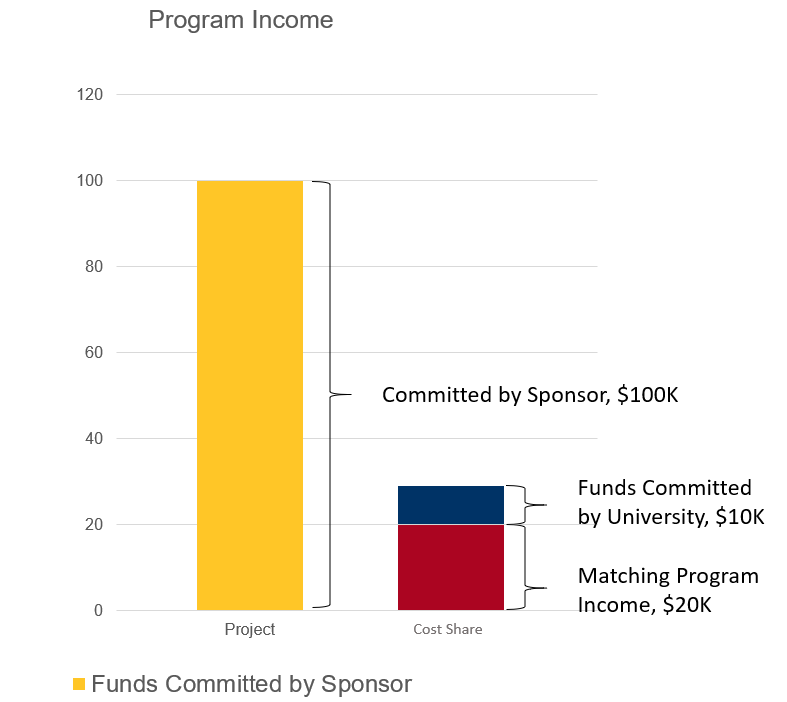 Program Income
120
100
80
60
40
20
0
Committed by Sponsor, $100K
Funds Committed
by University, $10K
Matching Program
Income, $20K
Project
Cost Share
Funds Committed by Sponsor